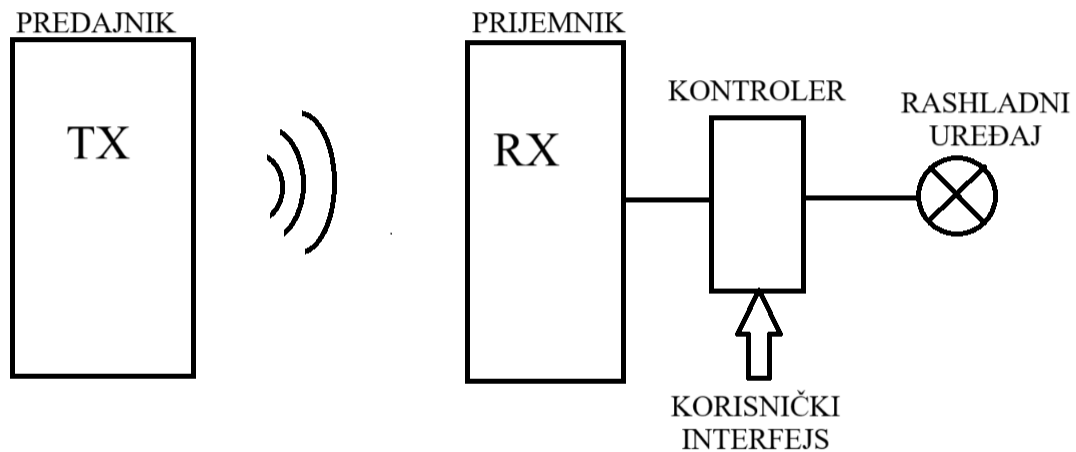 PREDAJNIK
TX
PRIJEMNIK
RX
KONTROLER
RASHLADNI
UREĐAJ
KORISNIČKI
INTERFEJS